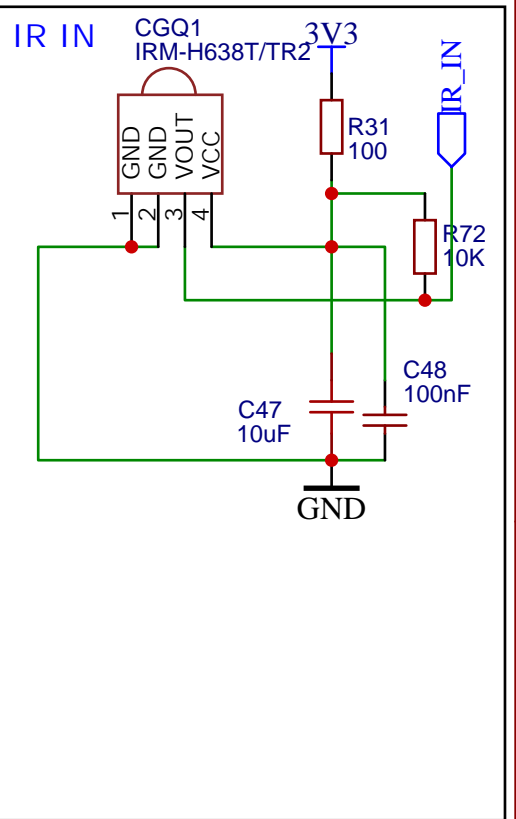 IR IN
CGQ1
IRM-H638T/TR2
3V3
IR_IN
GND
GND
VOUT
VCC
1
2
3
4
R31
100
R72
10K
C48
100nF
C47
10uF
GND